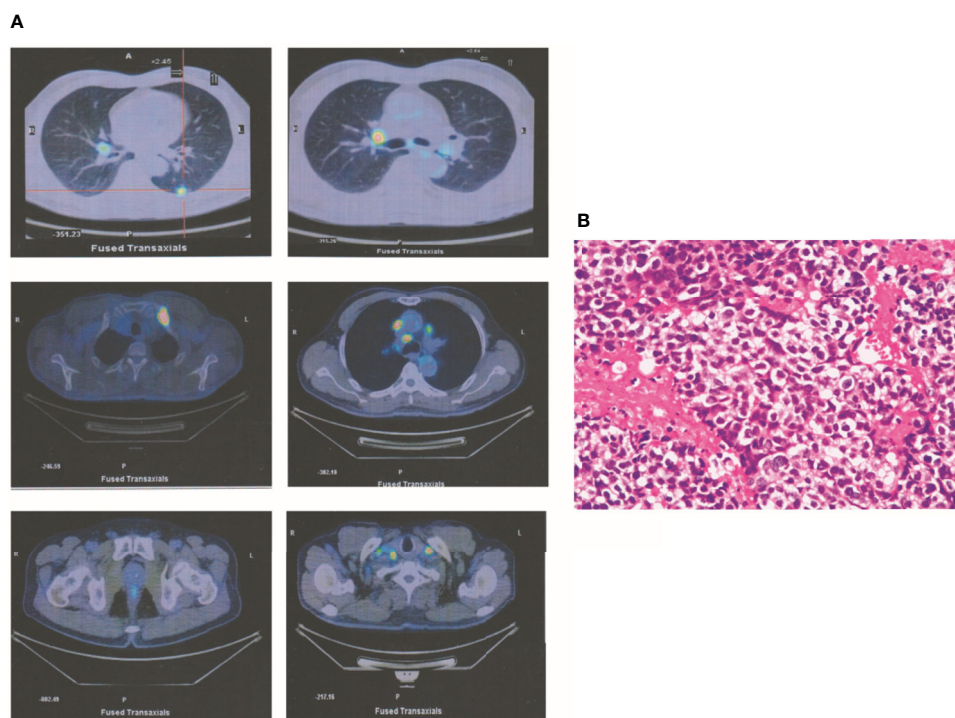 A
A
×2.45
R
L
-351.23
P
Fused Transaxials
A
L
P
Fused Transaxials
B
R
L
-246.59
P
Fused Transaxials
R
L
-302.18
P
Fused Transaxials
R
L
-602.49
P
Fused Transaxials
R
L
-217.16
P
Fused Transaxials